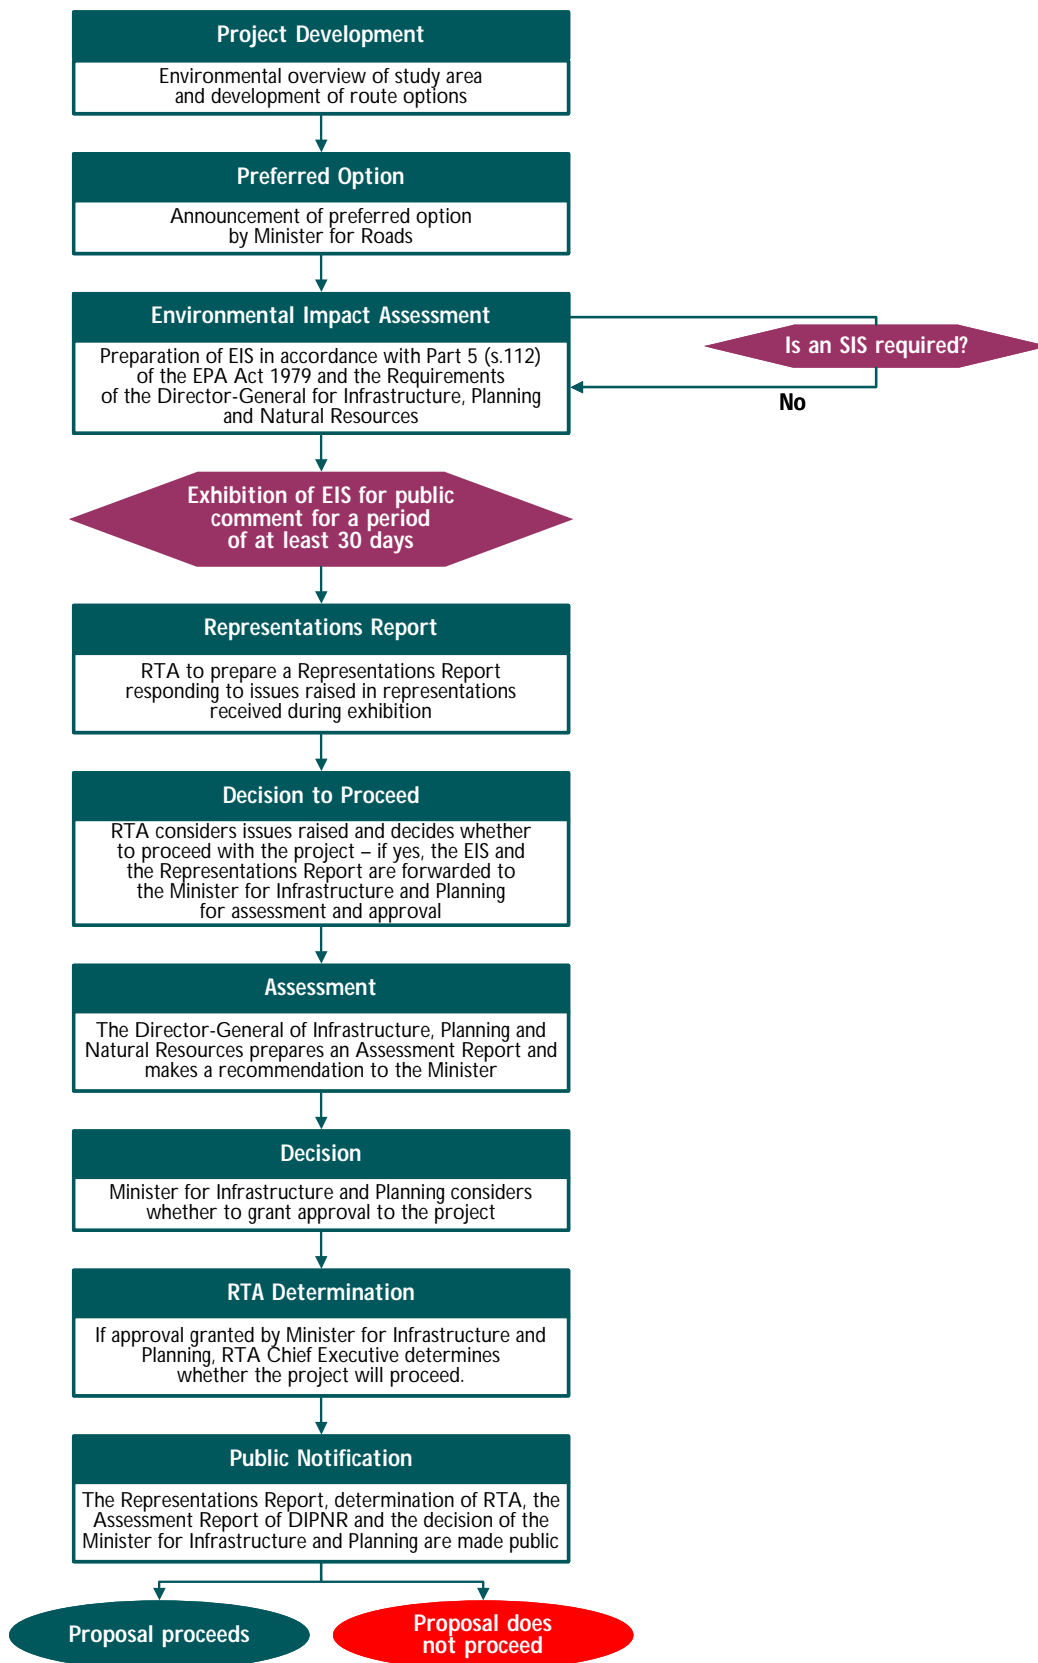 Project Development
Environmental overview of study area
and development of route options
Preferred Option
Announcement of preferred option
by Minister for Roads
Environmental Impact Assessment
Preparation of EIS in accordance with Part 5 (s.112)
of the EPA Act 1979 and the Requirements
of the Director-General for Infrastructure, Planning
and Natural Resources
Is an SIS required?
No
Exhibition of EIS for public
comment for a period
of at least 30 days
Representations Report
RTA to prepare a Representations Report
responding to issues raised in representations
received during exhibition
Decision to Proceed
RTA considers issues raised and decides whether
to proceed with the project – if yes, the EIS and
the Representations Report are forwarded to
the Minister for Infrastructure and Planning
for assessment and approval
Assessment
The Director-General of Infrastructure, Planning and
Natural Resources prepares an Assessment Report and
makes a recommendation to the Minister
Decision
Minister for Infrastructure and Planning considers
whether to grant approval to the project
RTA Determination
If approval granted by Minister for Infrastructure and
Planning, RTA Chief Executive determines
whether the project will proceed.
Public Notification
The Representations Report, determination of RTA, the
Assessment Report of DIPNR and the decision of the
Minister for Infrastructure and Planning are made public
Proposal proceeds
Proposal does
not proceed